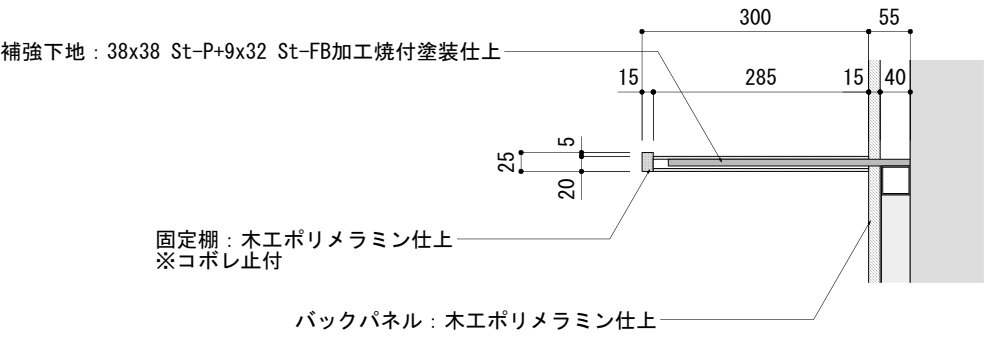 300 55
補強下地：38x38 St-P+9x32 St-FB加工焼付塗装仕上
15 285 15 40
5
25
20
固定棚：木工ポリメラミン仕上
※コボレ止付
バックパネル：木工ポリメラミン仕上